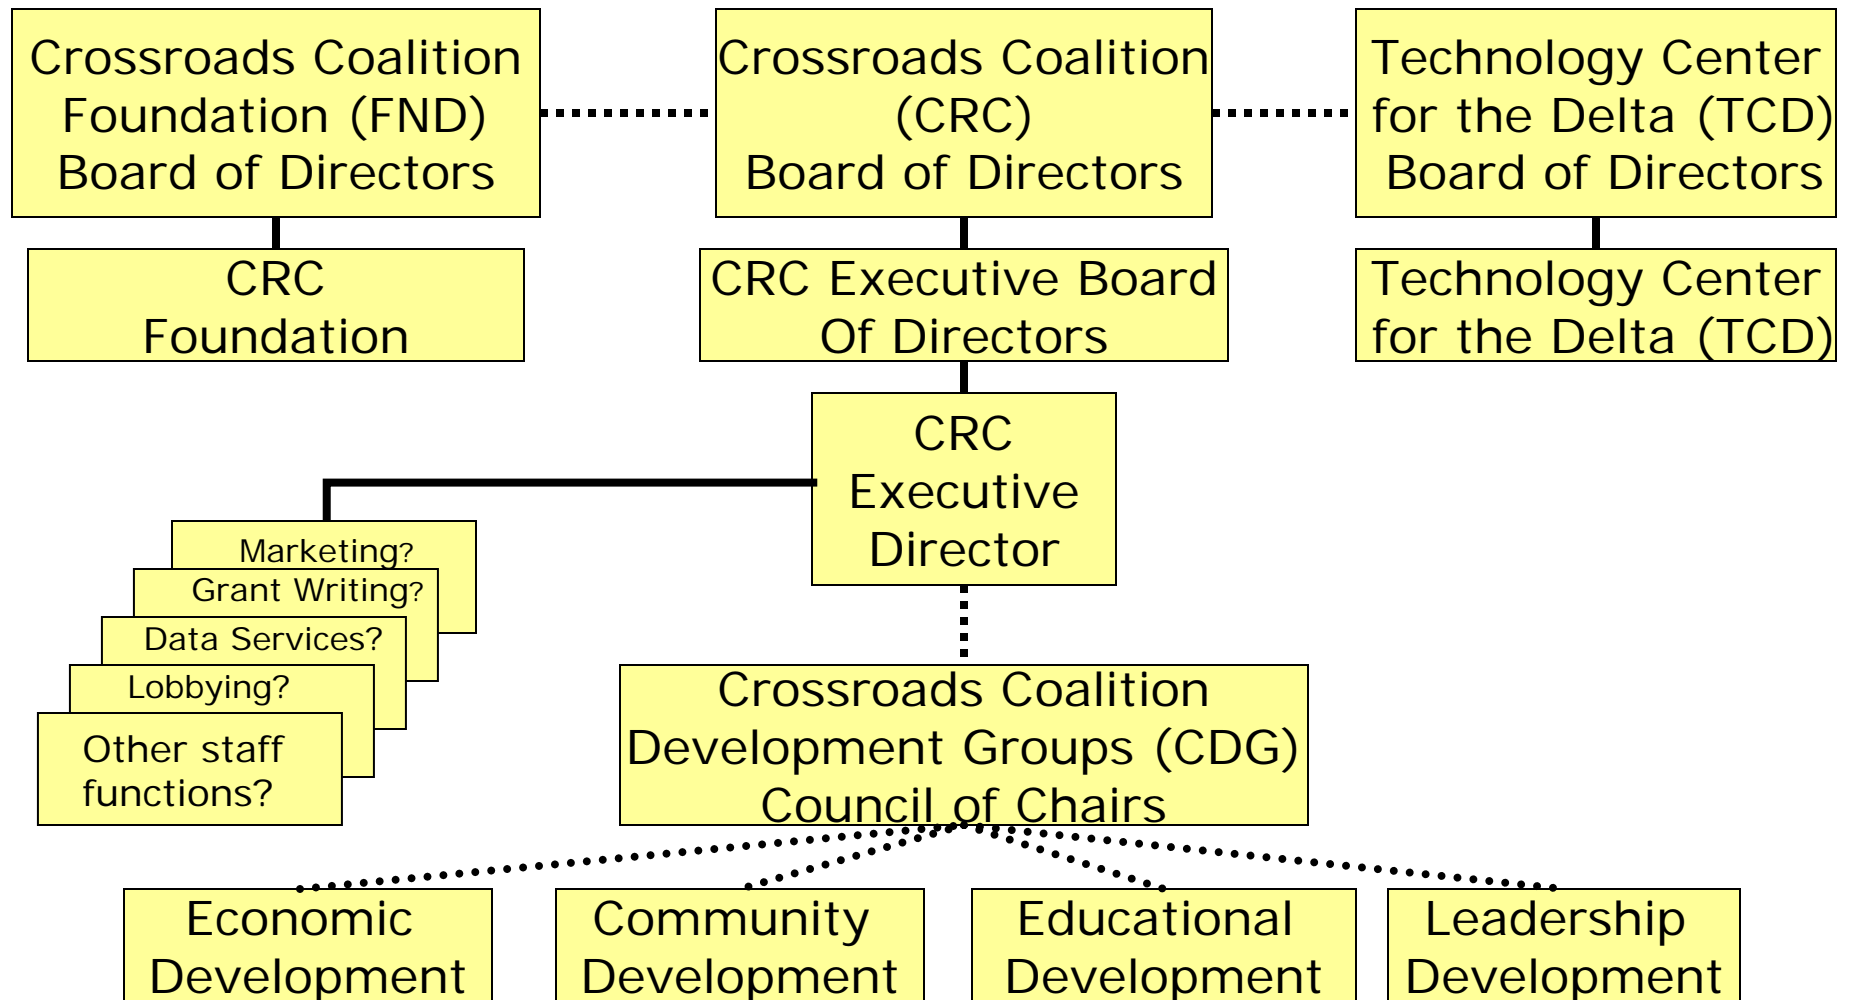 Crossroads Coalition
Foundation (FND)
Board of Directors
Crossroads Coalition
(CRC)
Board of Directors
Technology Center
for the Delta (TCD)
Board of Directors
CRC
Foundation
CRC Executive Board
Of Directors
Technology Center
for the Delta (TCD)
CRC
Executive
Director
Marketing?
Grant Writing?
Data Services?
Lobbying?
Other staff
functions?
Crossroads Coalition
Development Groups (CDG)
Council of Chairs
Economic
Development
Community
Development
Educational
Development
Leadership
Development